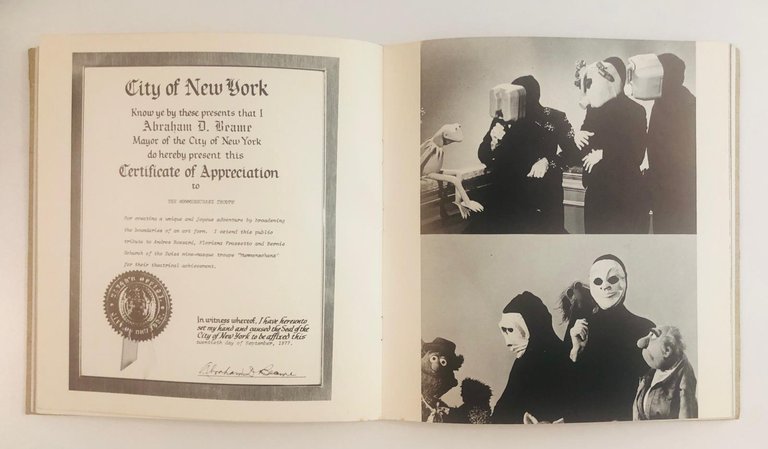 City of New York
Know ye by these presents that I
Abraham D. Beame
Mayor of the City of New York
do hereby present this
Certificate of Appreciation
to
THE MUMMENSCHANZ TROUPE
For creating a unique and joyous adventure by broadening
the boundaries of an art form. I extend this public
tribute to Andres Bossard, Floriana Frassetto and Bernie
Schurch of the Swiss mime-masque troupe "Mummenschanz"
for their theatrical achievement.
In witness whereof, I have hereunto
set my hand and caused the Seal of the
City of New York to be affixed this
day of September, 1977.
Abraham D. Beame